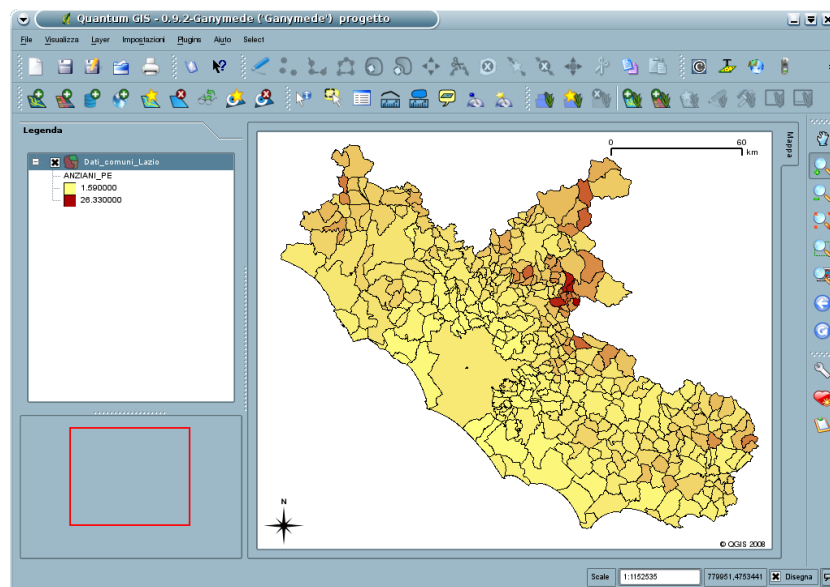 Quantum GIS - 0.9.2-Ganymede ('Ganymede') progetto
File Visualizza Layer Impostazioni Plugins Aiuto Select
Legenda
Dati_comuni_Lazio
ANZIANI_PE
1.590000
26.330000
0 60
km
Mappa
N
© QGIS 2008
Scale 1:1152535 779951,4753441 Disegna